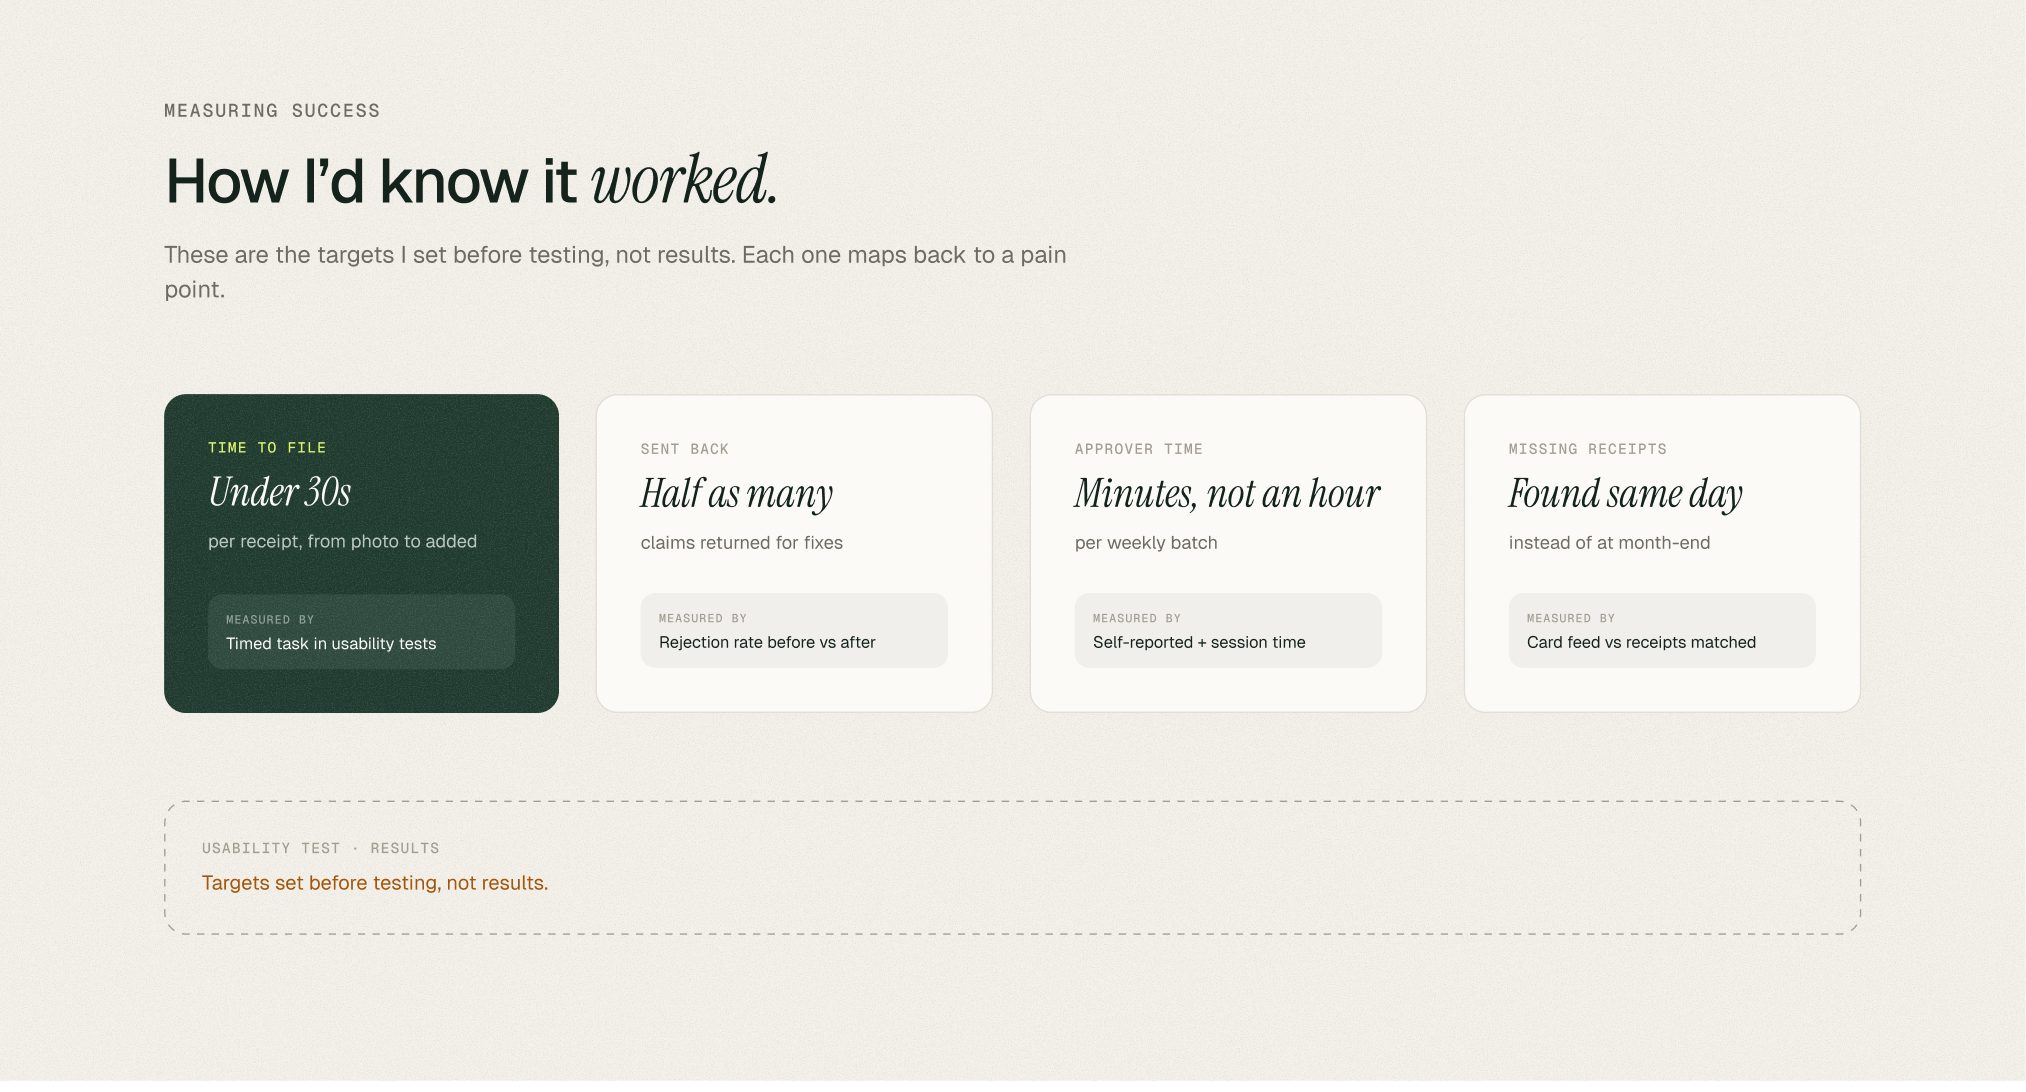 MEASURING SUCCESS
How I’d know it worked.
These are the targets I set before testing, not results. Each one maps back to a pain
point.
TIME TO FILE
Under 30s
per receipt, from photo to added
MEASURED BY
Timed task in usability tests
SENT BACK
Half as many
claims returned for fixes
MEASURED BY
Rejection rate before vs after
APPROVER TIME
Minutes, not an hour
per weekly batch
MEASURED BY
Self-reported + session time
MISSING RECEIPTS
Found same day
instead of at month-end
MEASURED BY
Card feed vs receipts matched
USABILITY TEST · RESULTS
Targets set before testing, not results.